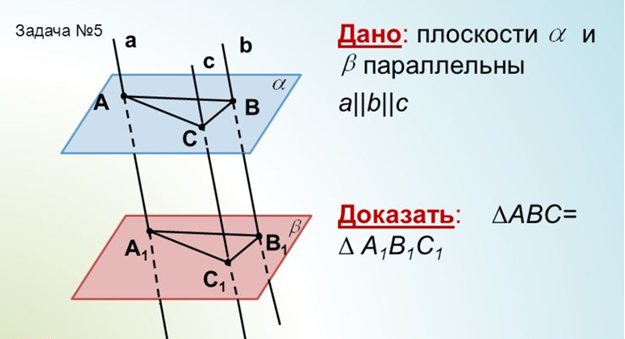 Задача №5
a
b
c
α
A
B
C
β
A₁
B₁
C₁
Дано: плоскости α и
β параллельны
a||b||c
Доказать: ΔABC=
Δ A₁B₁C₁